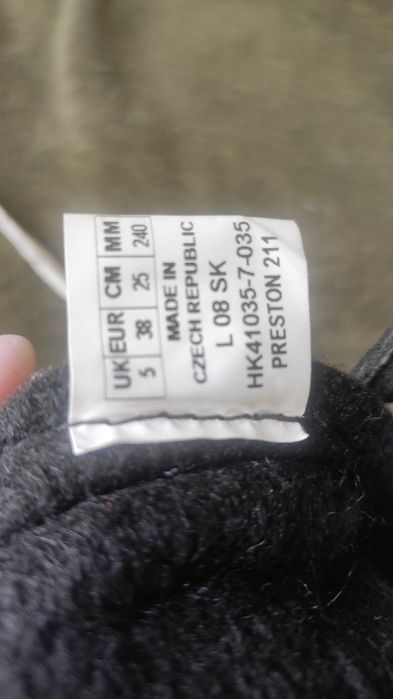 UK EUR CM MM
5 38 25 240
MADE IN
CZECH REPUBLIC
L 08 SK
HK41035-7-035
PRESTON 211